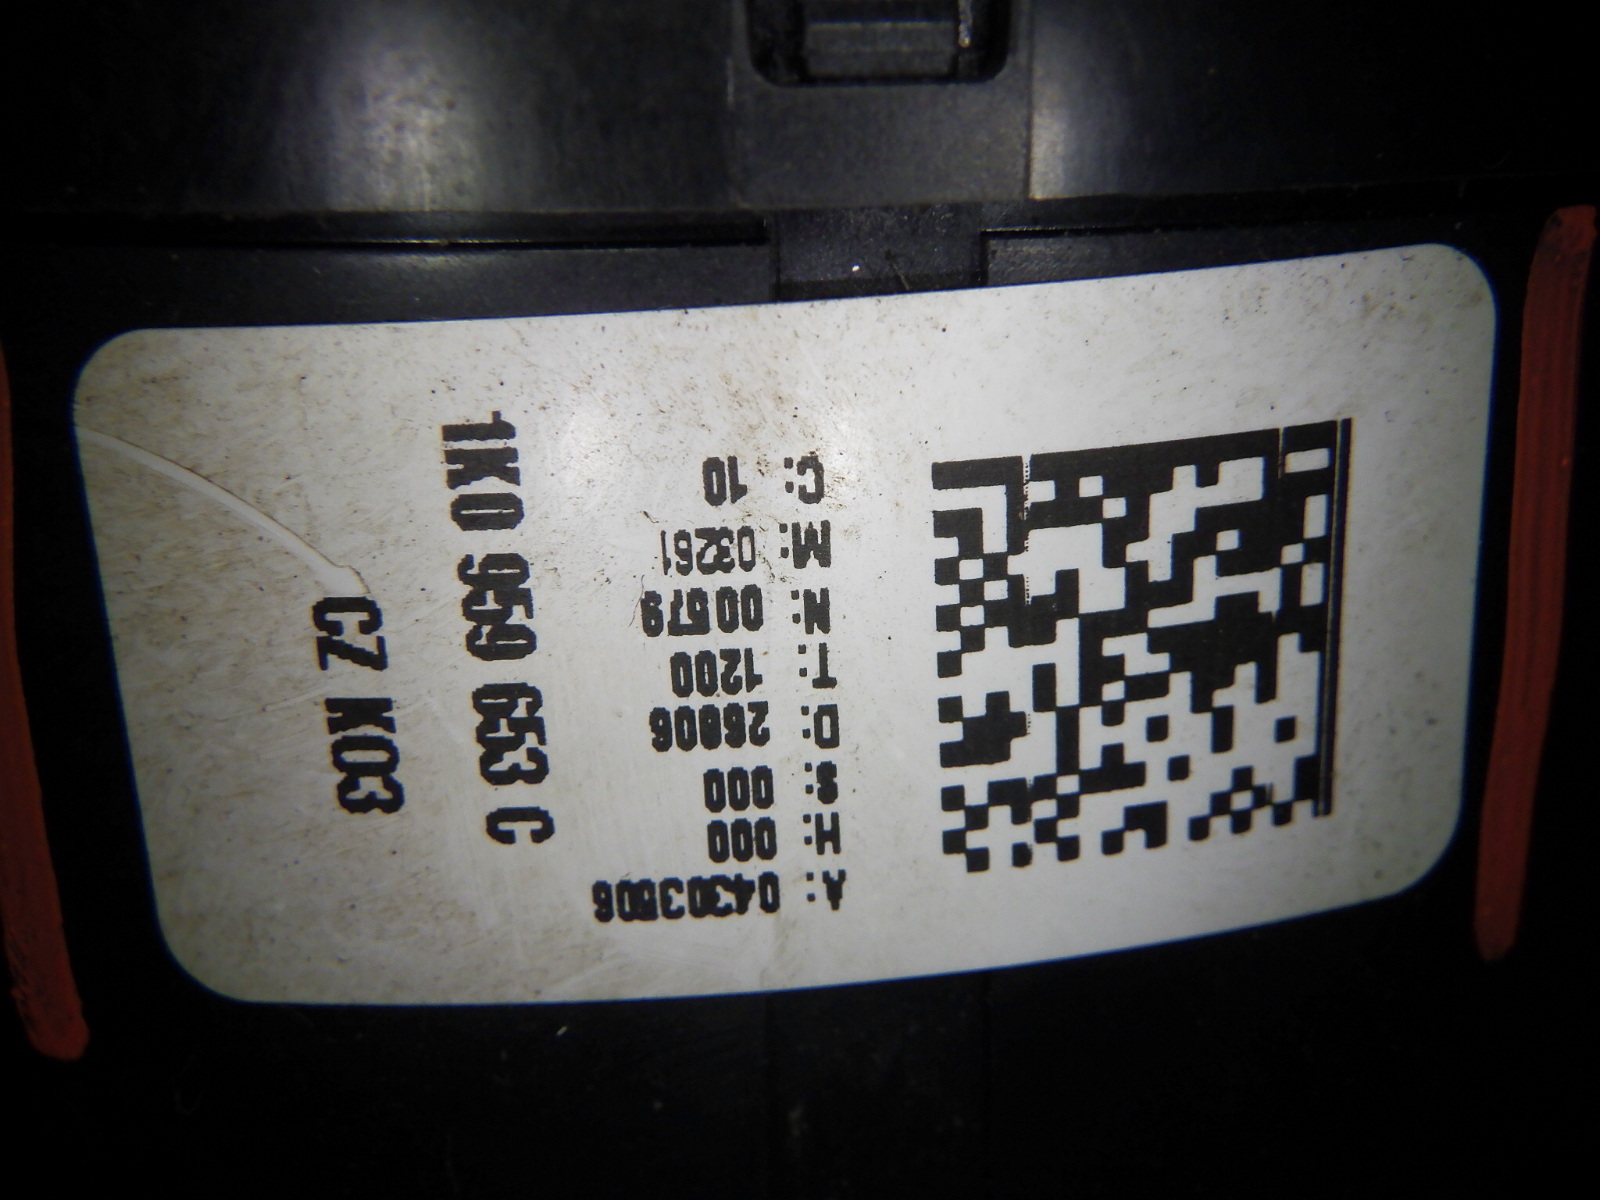 1K0 959 653 C
CZ K03
A: 04303506
H: 000
S: 000
D: 26806
T: 1200
N: 00579
M: 03261
C: 10